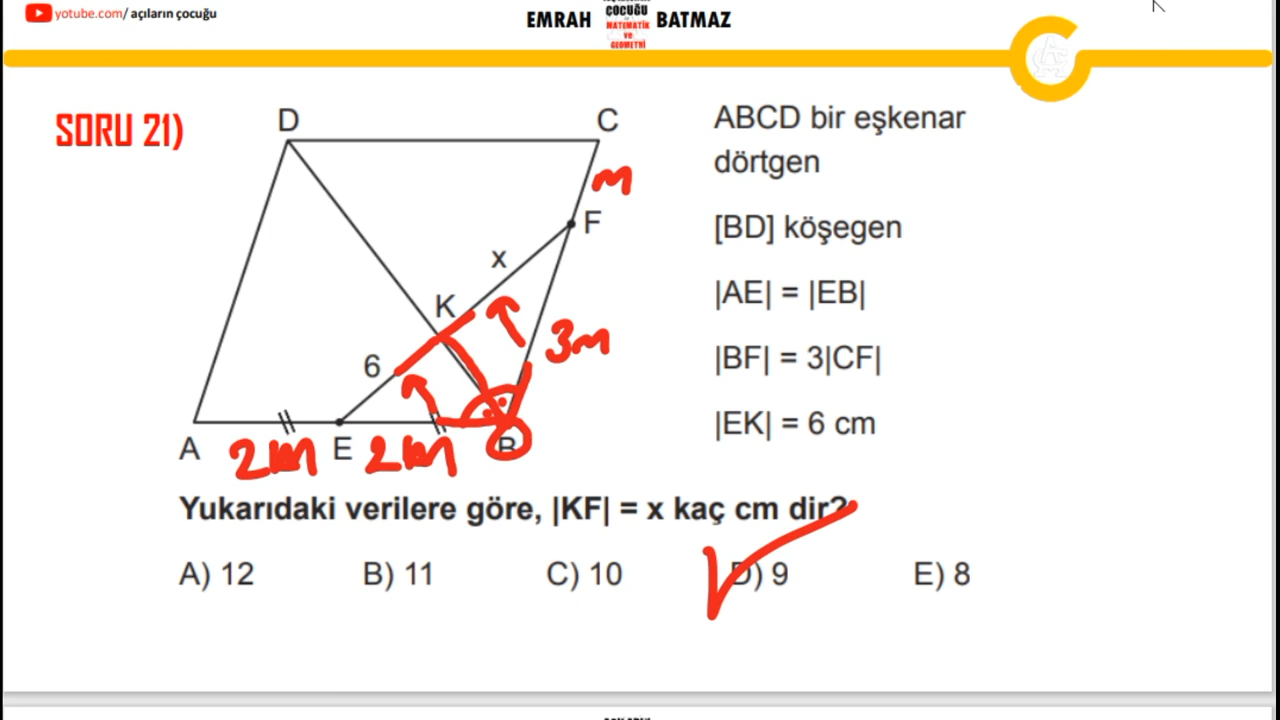 yotube.com/ açıların çocuğu
EMRAH ÇOCUĞU BATMAZ
MATEMATİK
ve
GEOMETRİ
SORU 21)
D C
m
F
x
K
3m
6
A 2m E 2m B
ABCD bir eşkenar
dörtgen
[BD] köşegen
|AE| = |EB|
|BF| = 3|CF|
|EK| = 6 cm
Yukarıdaki verilere göre, |KF| = x kaç cm dir?
A) 12 B) 11 C) 10 D) 9 E) 8